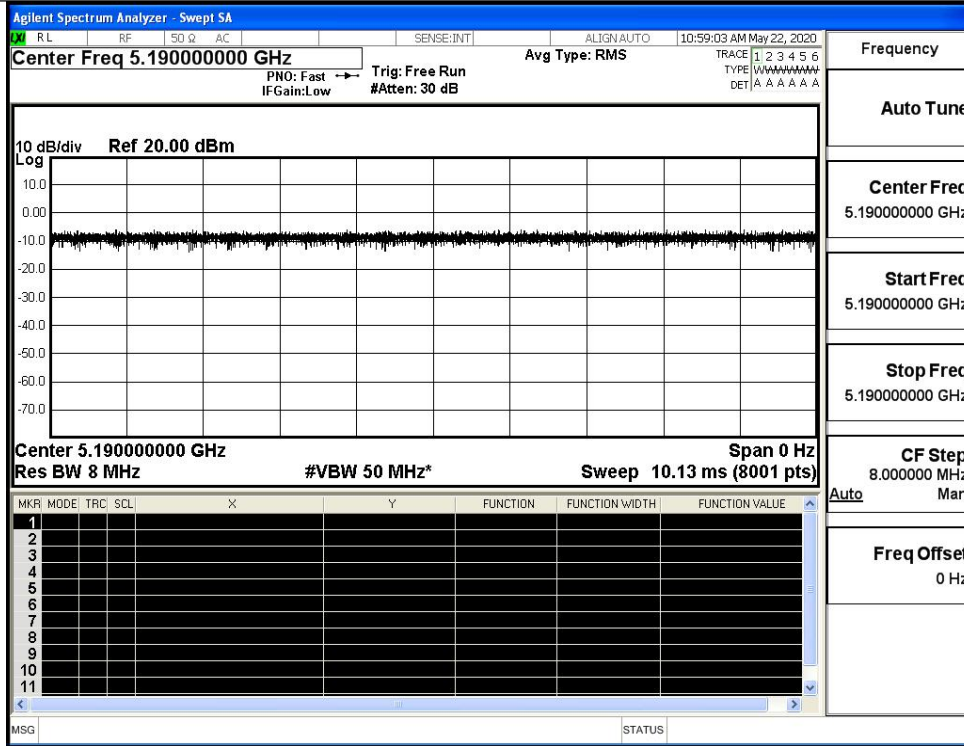 Agilent Spectrum Analyzer - Swept SA
LXI RL RF 50 Ω AC SENSE:INT ALIGN AUTO 10:59:03 AM May 22, 2020
Center Freq 5.190000000 GHz
PNO: Fast
IFGain:Low
Trig: Free Run
#Atten: 30 dB
Avg Type: RMS
TRACE 1 2 3 4 5 6
TYPE WWWWWW
DET A A A A A A
10 dB/div Ref 20.00 dBm
Log
10.0
0.00
-10.0
-20.0
-30.0
-40.0
-50.0
-60.0
-70.0
Center 5.190000000 GHz Span 0 Hz
Res BW 8 MHz #VBW 50 MHz* Sweep 10.13 ms (8001 pts)
MKR MODE TRC SCL X Y FUNCTION FUNCTION WIDTH FUNCTION VALUE
1
2
3
4
5
6
7
8
9
10
11
MSG STATUS
Frequency
Auto Tune
Center Freq
5.190000000 GHz
Start Freq
5.190000000 GHz
Stop Freq
5.190000000 GHz
CF Step
8.000000 MHz
Auto Man
Freq Offset
0 Hz